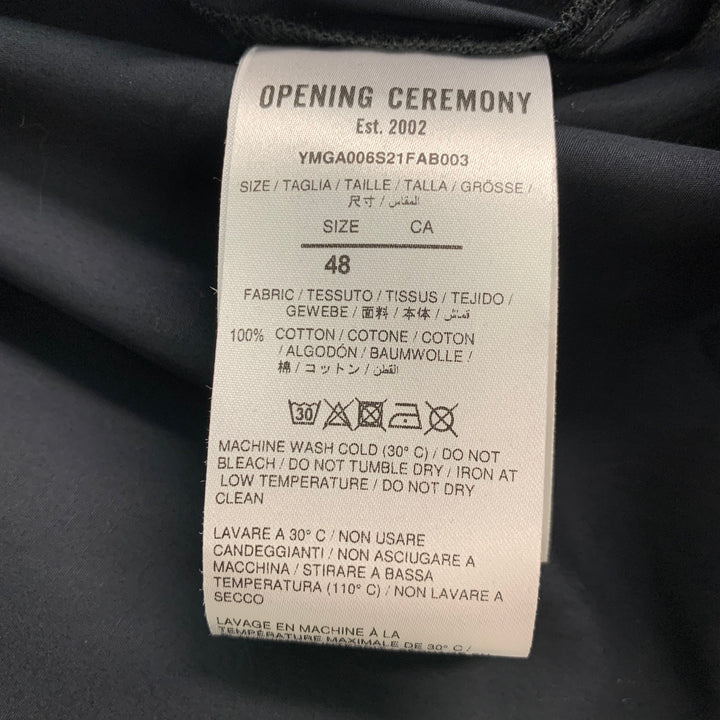 OPENING CEREMONY
Est. 2002
YMGA006S21FAB003
SIZE / TAGLIA / TAILLE / TALLA / GRÖSSE /
尺寸 / المقاس /
SIZE CA
48
FABRIC / TESSUTO / TISSUS / TEJIDO /
GEWEBE / 面料 / 本体 / قماش /
100% COTTON / COTONE / COTON
/ ALGODÓN / BAUMWOLLE /
棉 / コットン / القطن /
30
MACHINE WASH COLD (30° C) / DO NOT
BLEACH / DO NOT TUMBLE DRY / IRON AT
LOW TEMPERATURE / DO NOT DRY
CLEAN
LAVARE A 30° C / NON USARE
CANDEGGIANTI / NON ASCIUGARE A
MACCHINA / STIRARE A BASSA
TEMPERATURA (110° C) / NON LAVARE A
SECCO
LAVAGE EN MACHINE À LA
TEMPÉRATURE MAXIMALE DE 30° C /